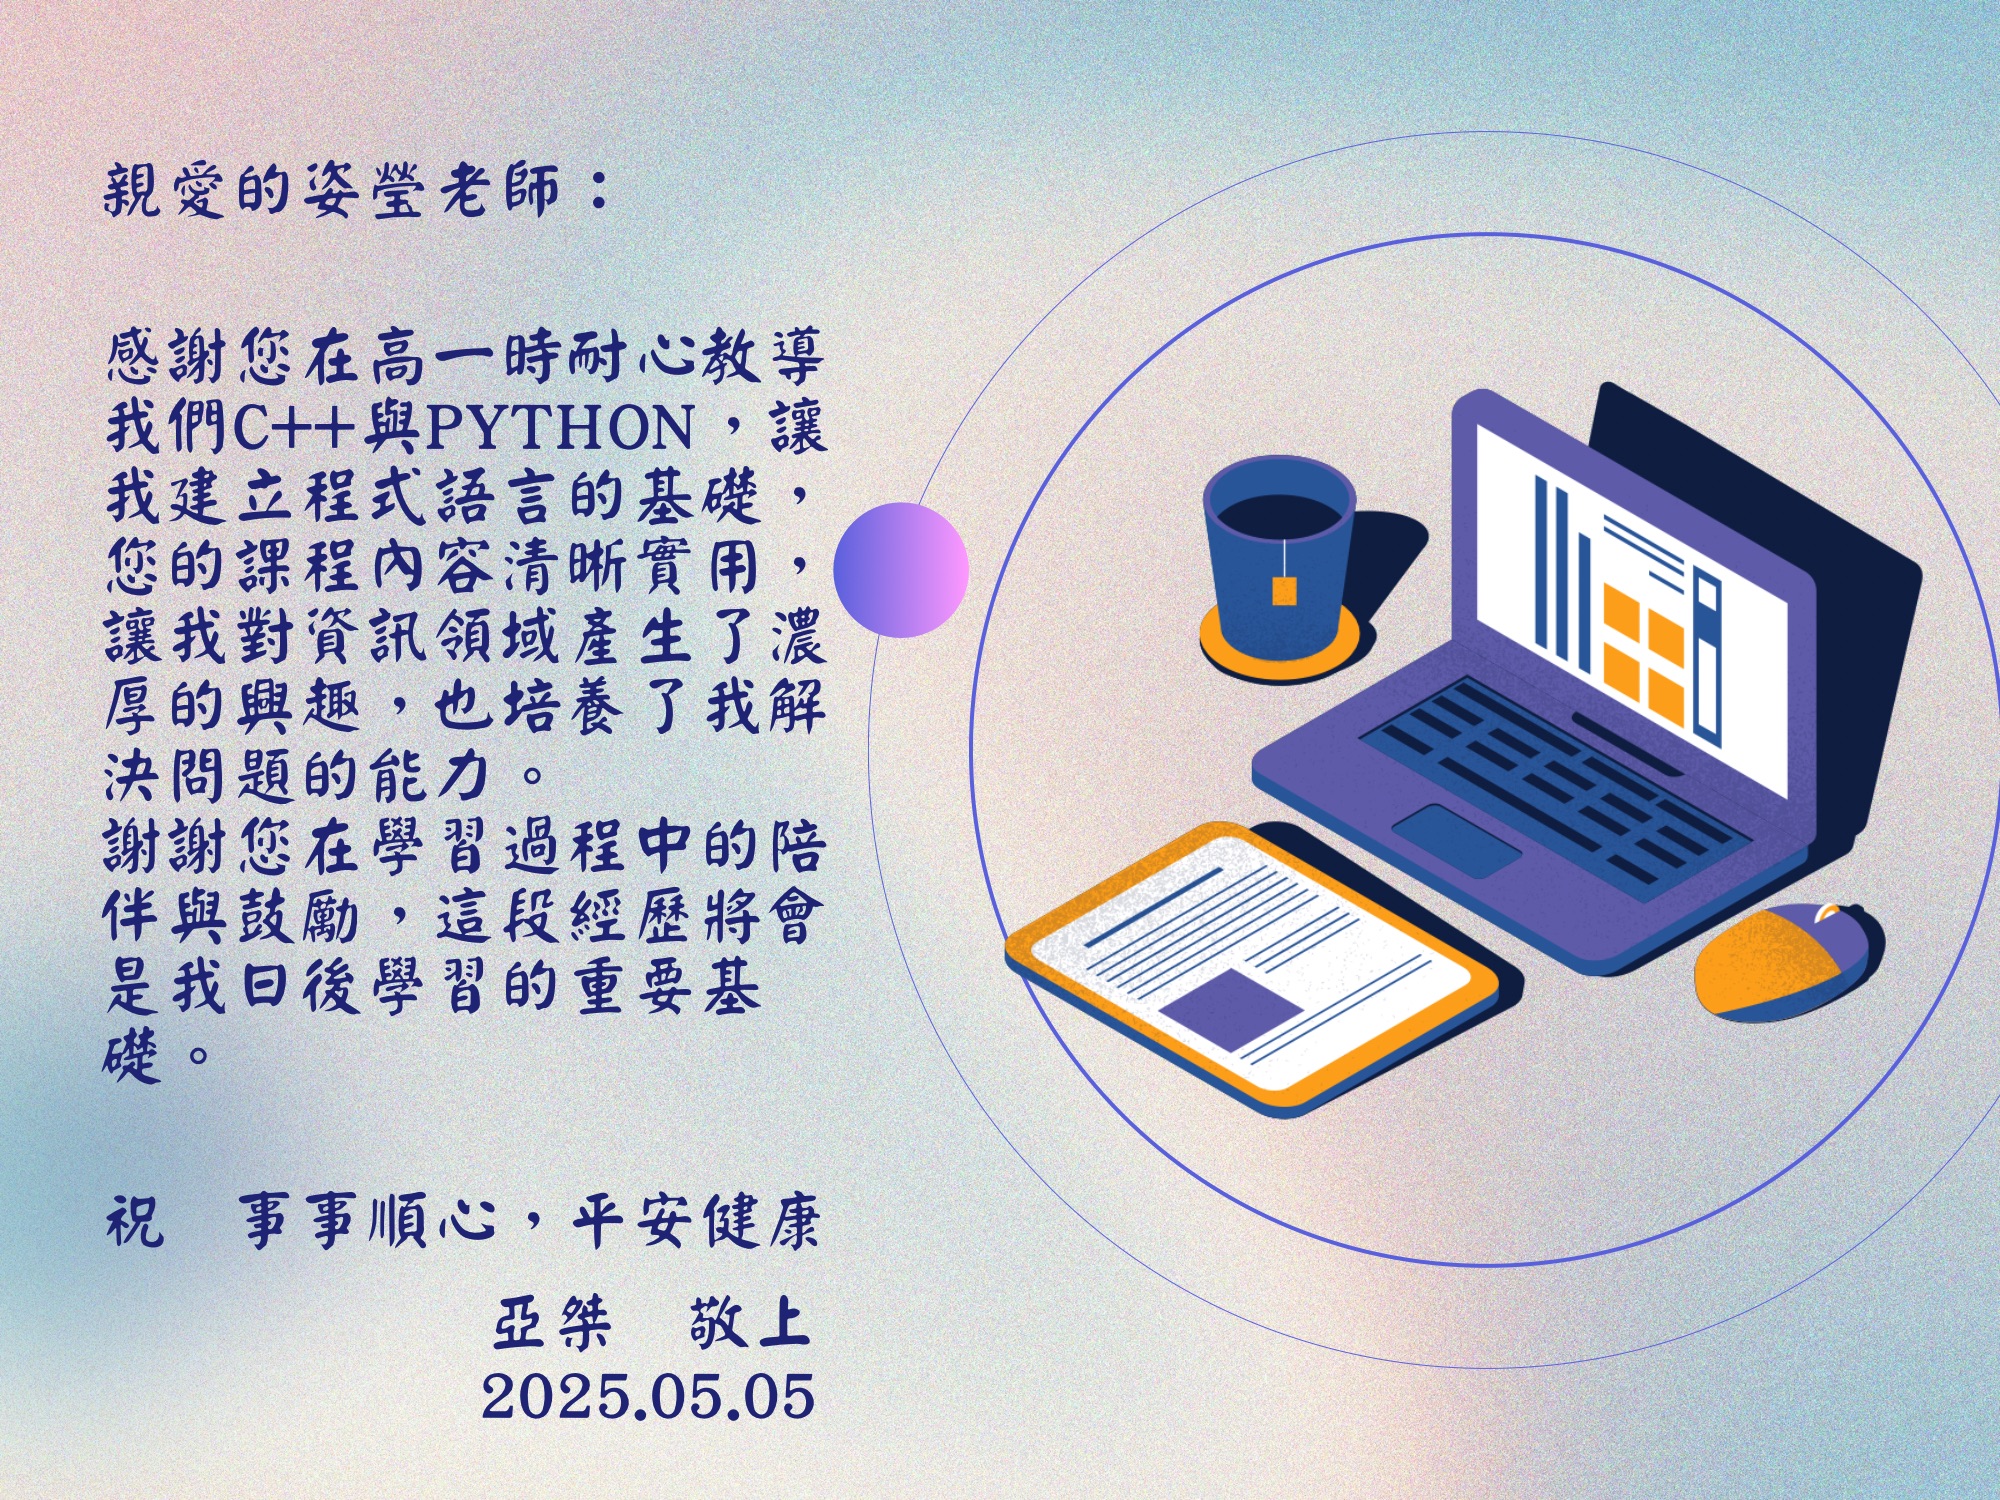 親愛的姿瑩老師：
感謝您在高一時耐心教導
我們C++與PYTHON，讓
我建立程式語言的基礎，
您的課程內容清晰實用，
讓我對資訊領域產生了濃
厚的興趣，也培養了我解
決問題的能力。
謝謝您在學習過程中的陪
伴與鼓勵，這段經歷將會
是我日後學習的重要基
礎。
祝　事事順心，平安健康
亞桀　敬上
2025.05.05